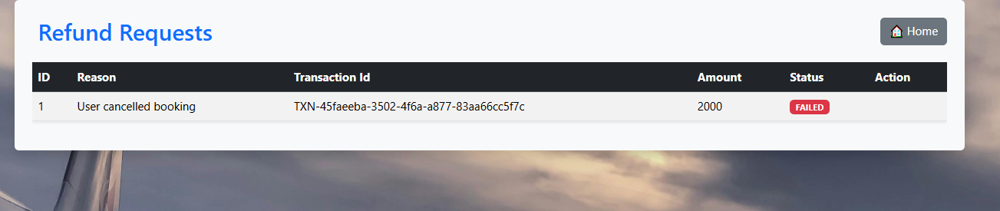 Refund Requests
🏠 Home
ID Reason Transaction Id Amount Status Action
1 User cancelled booking TXN-45faeeba-3502-4f6a-a877-83aa66cc5f7c 2000 FAILED